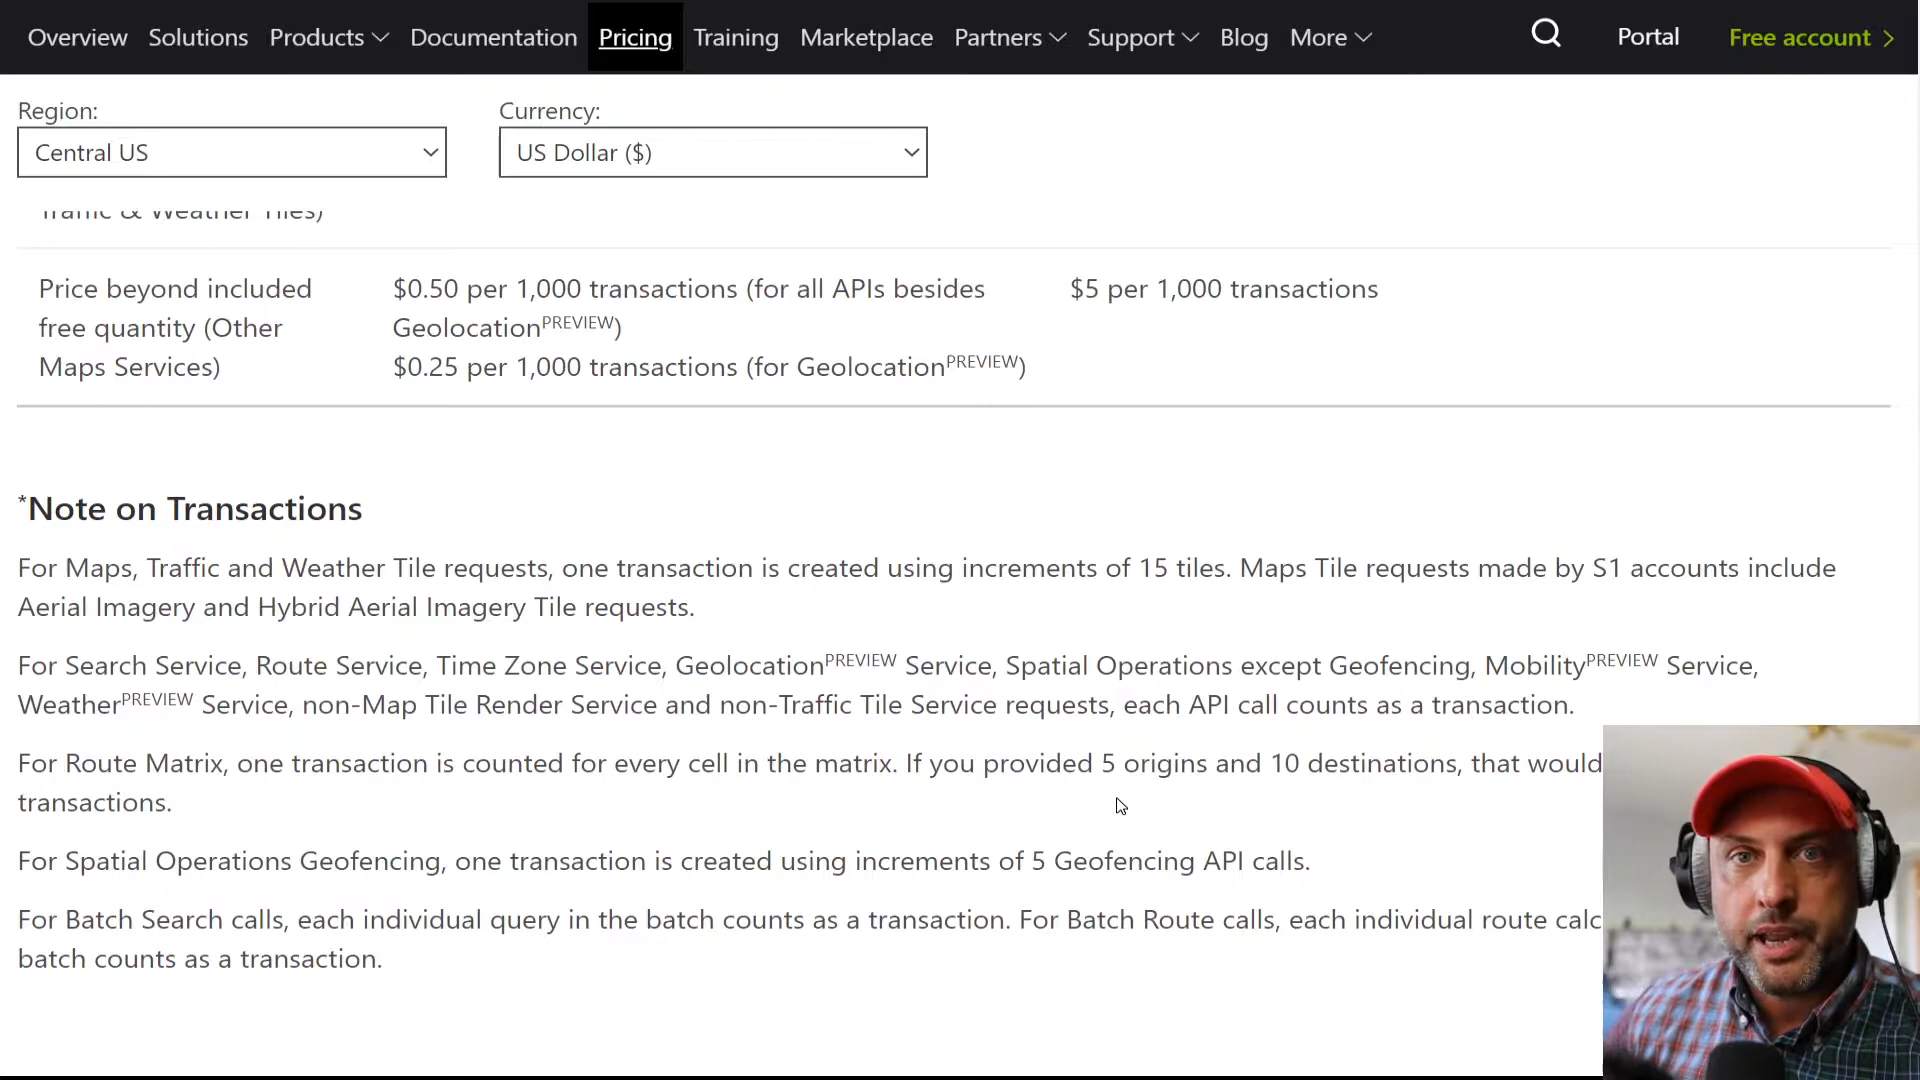 Overview Solutions Products Documentation Pricing Training Marketplace Partners Support Blog More Portal Free account
Region: Currency:
Central US US Dollar ($)
Traffic & Weather Tiles)
Price beyond included $0.50 per 1,000 transactions (for all APIs besides $5 per 1,000 transactions
free quantity (Other GeolocationPREVIEW)
Maps Services) $0.25 per 1,000 transactions (for GeolocationPREVIEW)
*Note on Transactions
For Maps, Traffic and Weather Tile requests, one transaction is created using increments of 15 tiles. Maps Tile requests made by S1 accounts include
Aerial Imagery and Hybrid Aerial Imagery Tile requests.
For Search Service, Route Service, Time Zone Service, GeolocationPREVIEW Service, Spatial Operations except Geofencing, MobilityPREVIEW Service,
WeatherPREVIEW Service, non-Map Tile Render Service and non-Traffic Tile Service requests, each API call counts as a transaction.
For Route Matrix, one transaction is counted for every cell in the matrix. If you provided 5 origins and 10 destinations, that would
transactions.
For Spatial Operations Geofencing, one transaction is created using increments of 5 Geofencing API calls.
For Batch Search calls, each individual query in the batch counts as a transaction. For Batch Route calls, each individual route calc
batch counts as a transaction.